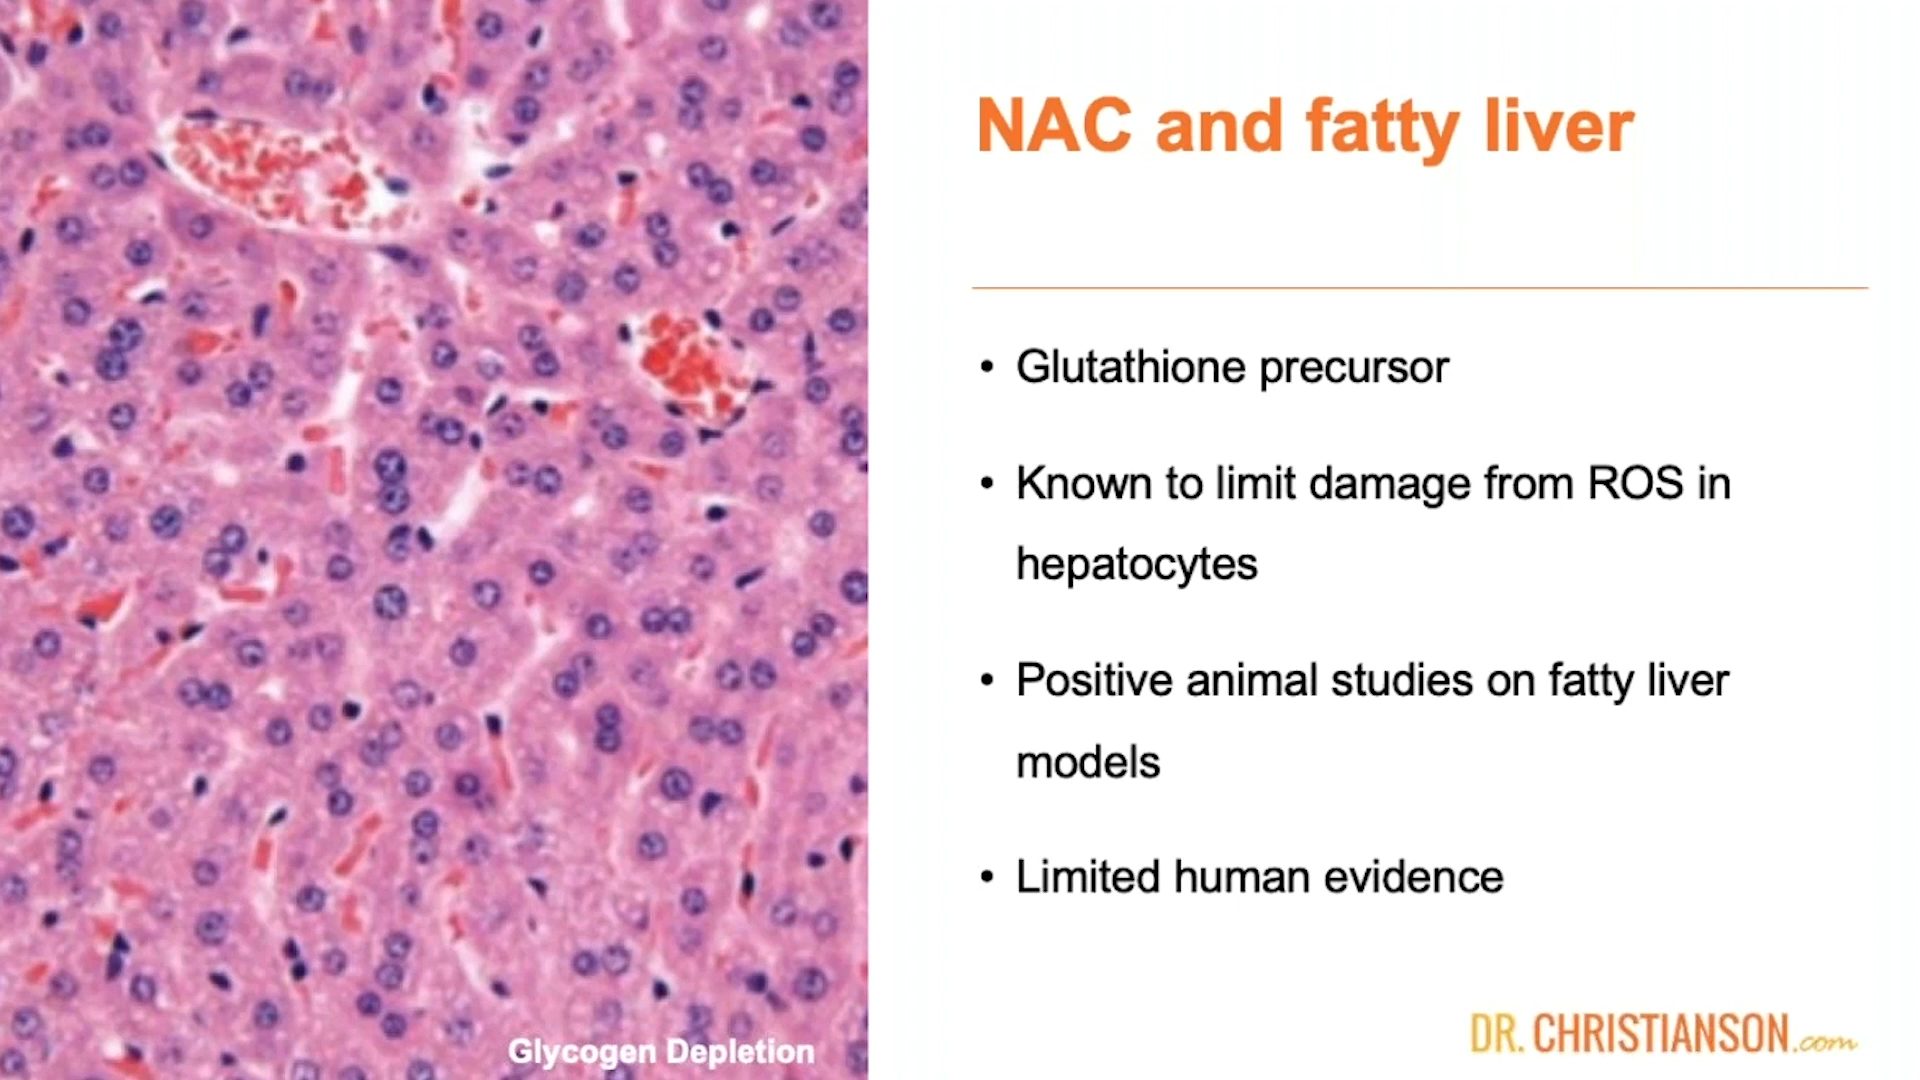 NAC and fatty liver
• Glutathione precursor
• Known to limit damage from ROS in
hepatocytes
• Positive animal studies on fatty liver
models
• Limited human evidence
Glycogen Depletion
DR. CHRISTIANSON.com